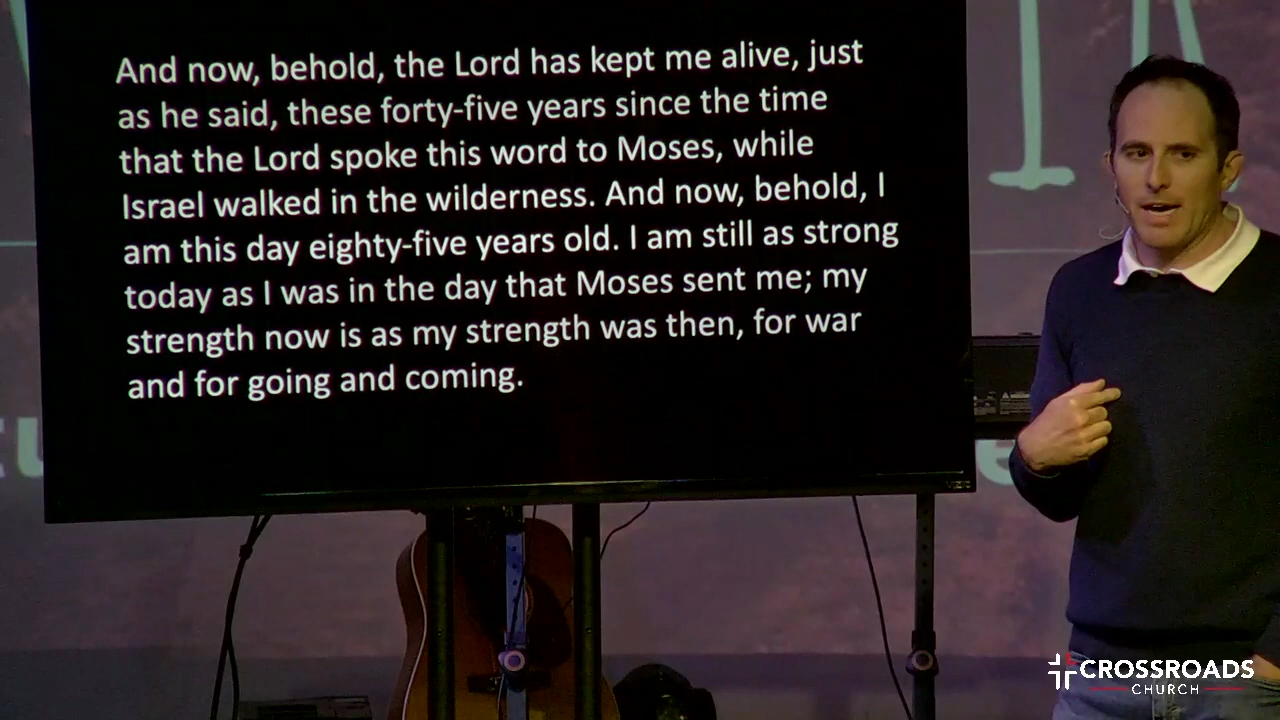 And now, behold, the Lord has kept me alive, just
as he said, these forty-five years since the time
that the Lord spoke this word to Moses, while
Israel walked in the wilderness. And now, behold, I
am this day eighty-five years old. I am still as strong
today as I was in the day that Moses sent me; my
strength now is as my strength was then, for war
and for going and coming.
CROSSROADS
CHURCH